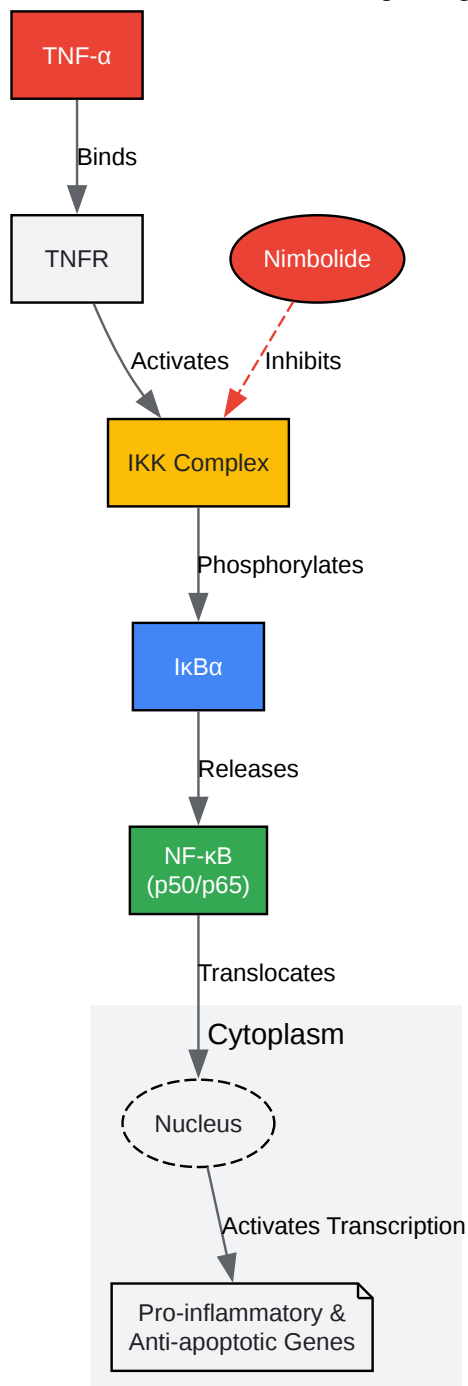 TNF-α
Binds
TNFR
Nimbolide
Activates
Inhibits
IKK Complex
Phosphorylates
IκBα
Releases
NF-κB
(p50/p65)
Translocates
Cytoplasm
Nucleus
Activates Transcription
Pro-inflammatory &
Anti-apoptotic Genes